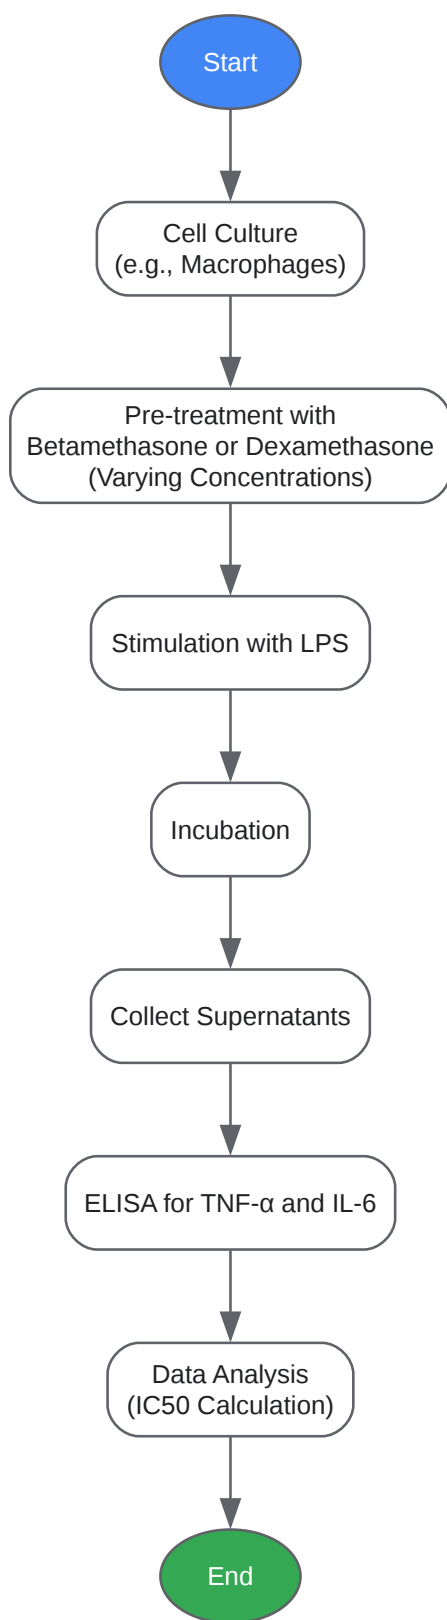 Start
Cell Culture
(e.g., Macrophages)
Pre-treatment with
Betamethasone or Dexamethasone
(Varying Concentrations)
Stimulation with LPS
Incubation
Collect Supernatants
ELISA for TNF-α and IL-6
Data Analysis
(IC50 Calculation)
End